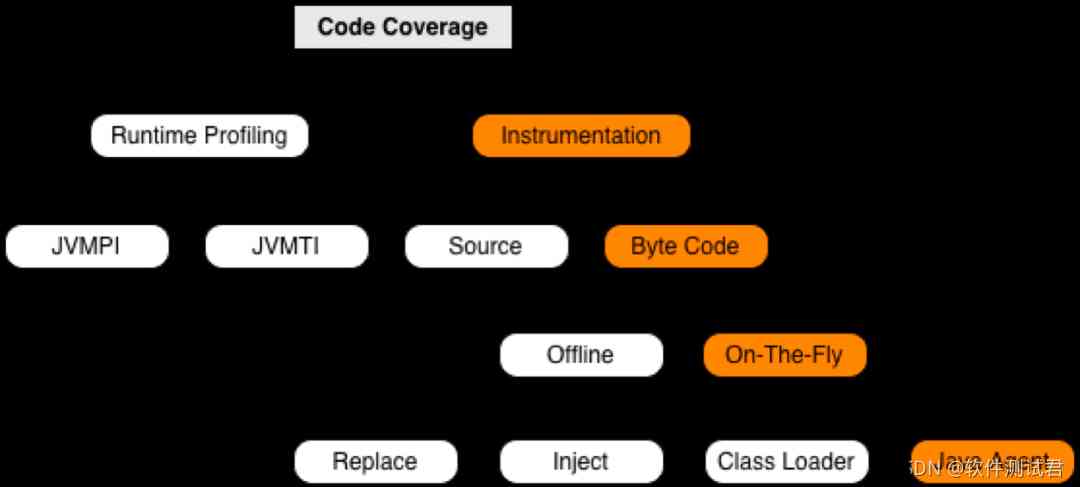 Code Coverage
Runtime Profiling
Instrumentation
JVMPI
JVMTI
Source
Byte Code
Offline
On-The-Fly
Replace
Inject
Class Loader
Java Agent
DN @软件测试君